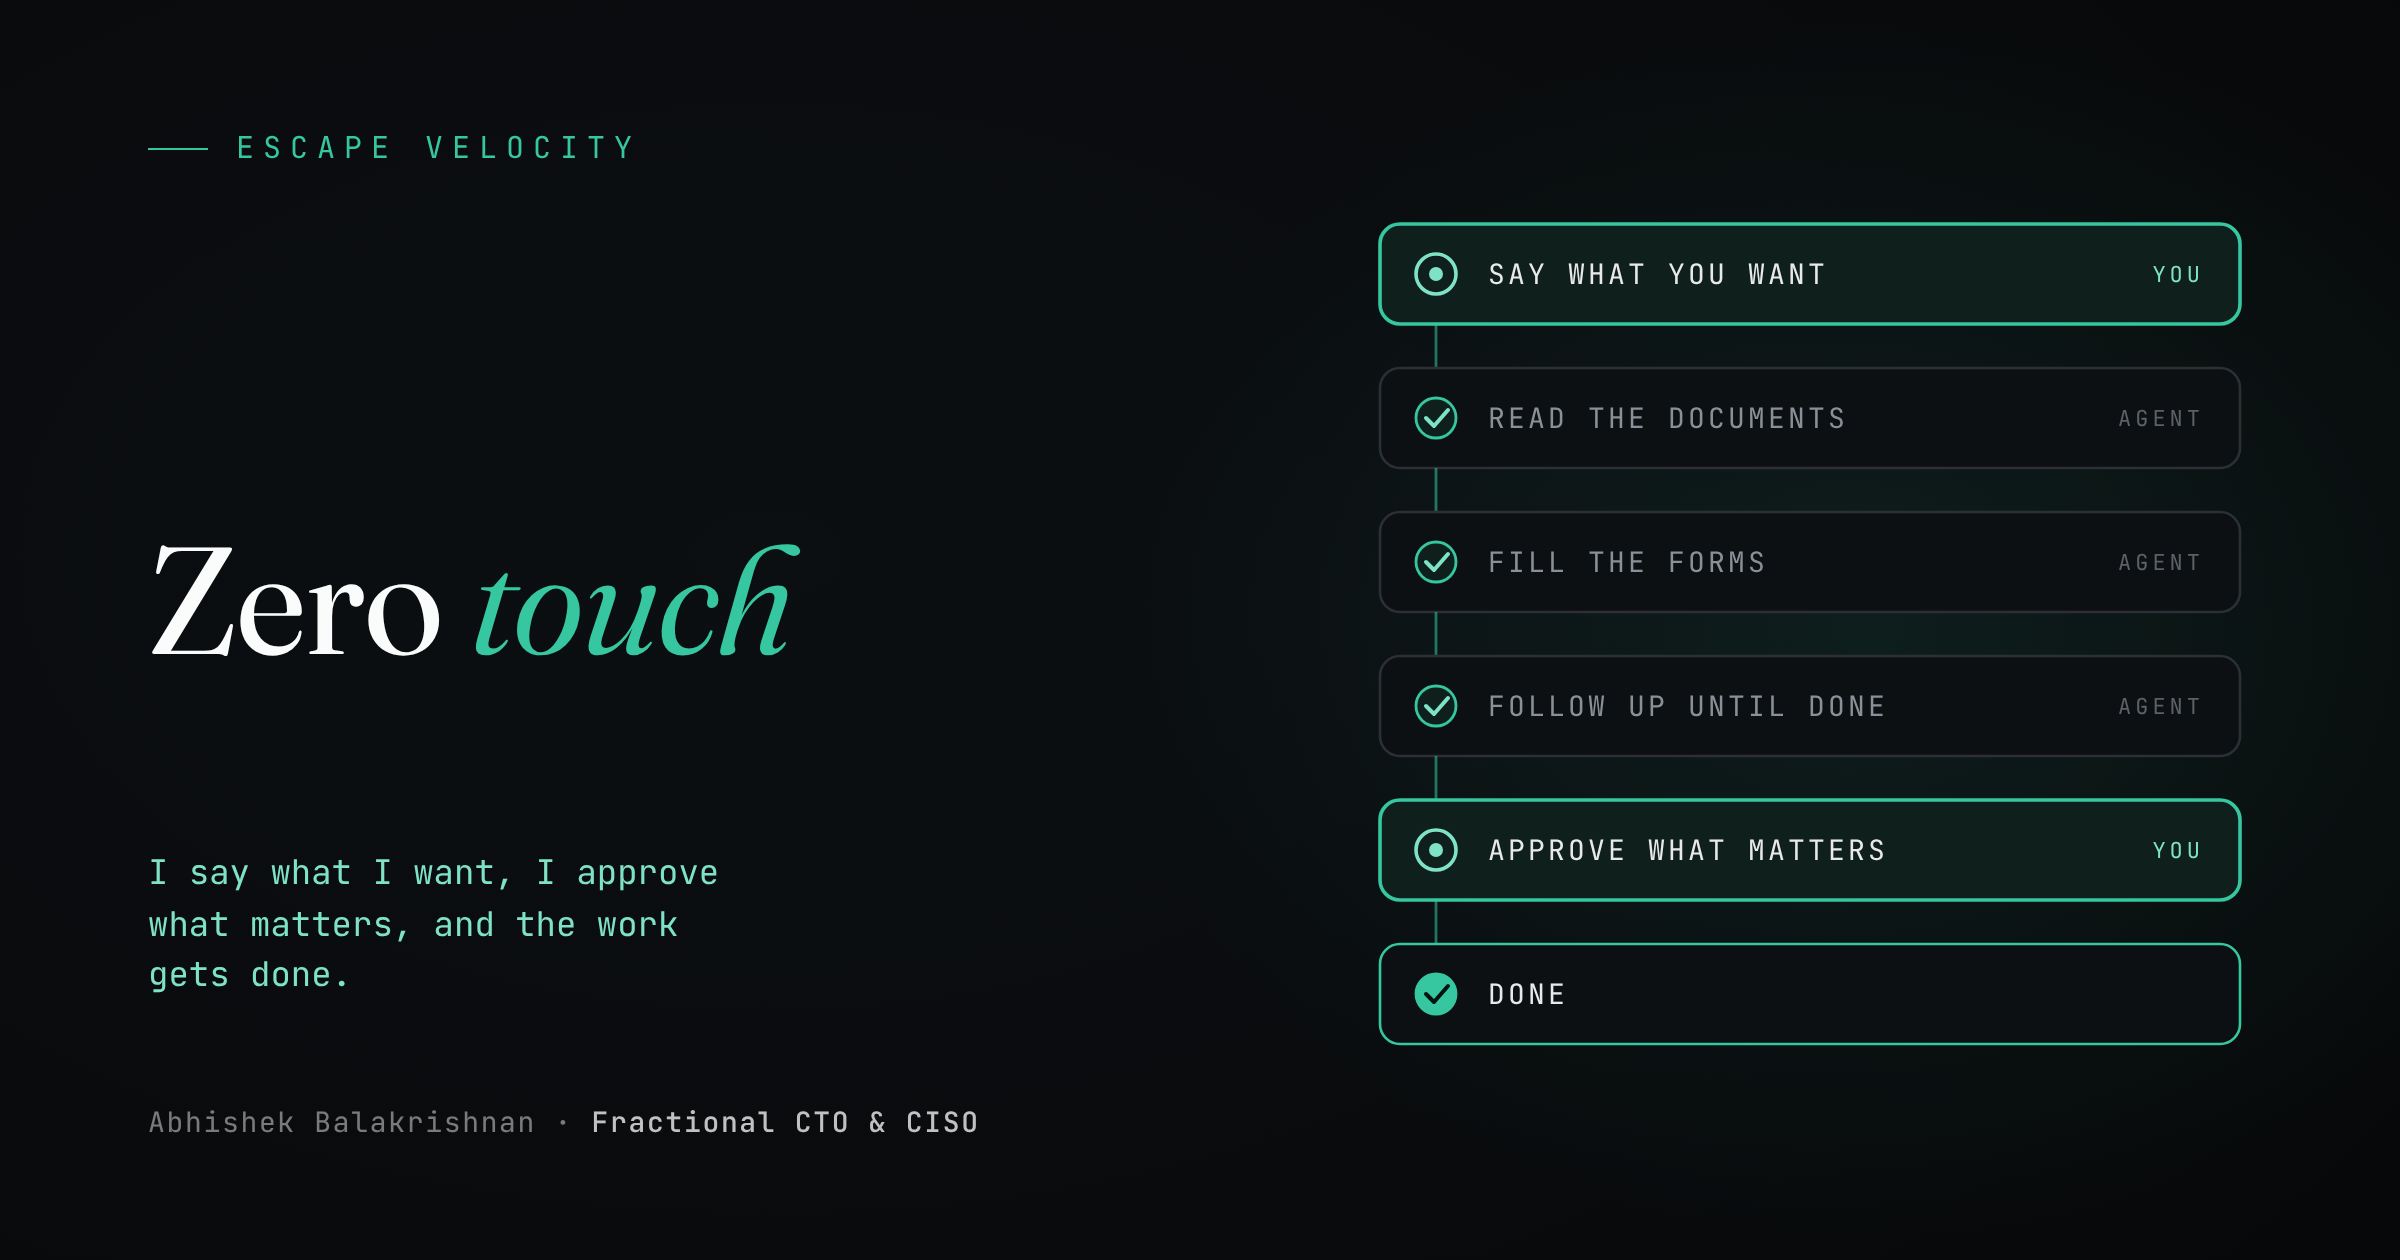 ESCAPE VELOCITY
Zero touch
I say what I want, I approve
what matters, and the work
gets done.
Abhishek Balakrishnan · Fractional CTO & CISO
SAY WHAT YOU WANT YOU
READ THE DOCUMENTS AGENT
FILL THE FORMS AGENT
FOLLOW UP UNTIL DONE AGENT
APPROVE WHAT MATTERS YOU
DONE